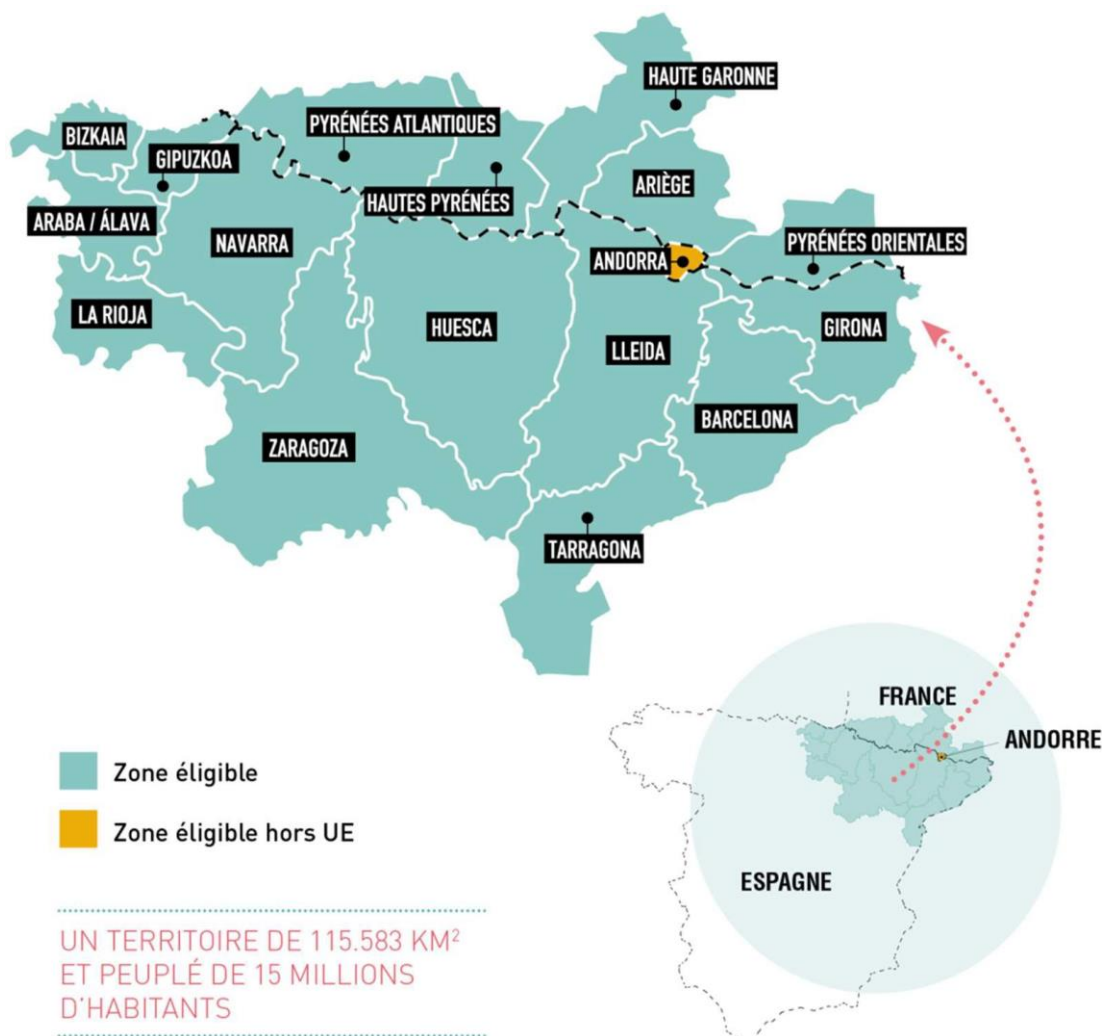 HAUTE GARONNE
PYRÉNÉES ATLANTIQUES
BIZKAIA
GIPUZKOA
ARIÈGE
HAUTES PYRÉNÉES
ARABA / ÁLAVA
NAVARRA
PYRÉNÉES ORIENTALES
ANDORRA
LA RIOJA
HUESCA
GIRONA
LLEIDA
BARCELONA
ZARAGOZA
TARRAGONA
FRANCE
ANDORRE
ESPAGNE
Zone éligible
Zone éligible hors UE
UN TERRITOIRE DE 115.583 KM²
ET PEUPLÉ DE 15 MILLIONS
D'HABITANTS